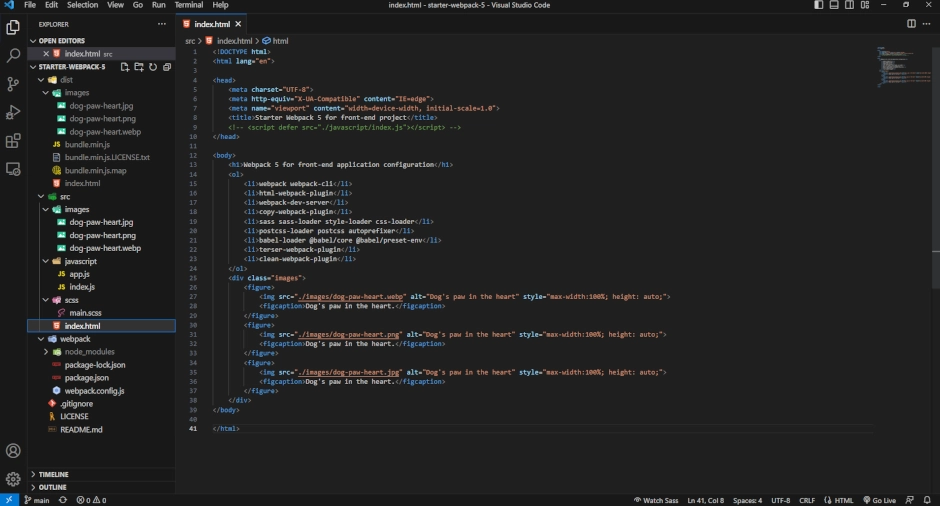 File Edit Selection View Go Run Terminal Help
index.html - starter-webpack-5 - Visual Studio Code
EXPLORER
OPEN EDITORS
index.html src
STARTER-WEBPACK-5
dist
images
dog-paw-heart.jpg
dog-paw-heart.png
dog-paw-heart.webp
JS bundle.min.js
bundle.min.js.LICENSE.txt
bundle.min.js.map
index.html
src
images
dog-paw-heart.jpg
dog-paw-heart.png
dog-paw-heart.webp
javascript
JS app.js
JS index.js
scss
main.scss
index.html
webpack
node_modules
package-lock.json
package.json
webpack.config.js
.gitignore
LICENSE
README.md
TIMELINE
OUTLINE
index.html
src > index.html > html
1 <!DOCTYPE html>
2 <html lang="en">
3
4 <head>
5 <meta charset="UTF-8">
6 <meta http-equiv="X-UA-Compatible" content="IE=edge">
7 <meta name="viewport" content="width=device-width, initial-scale=1.0">
8 <title>Starter Webpack 5 for front-end project</title>
9 <!-- <script defer src="./javascript/index.js"></script> -->
10 </head>
11
12 <body>
13 <h1>Webpack 5 for front-end application configuration</h1>
14 <ol>
15 <li>webpack webpack-cli</li>
16 <li>html-webpack-plugin</li>
17 <li>webpack-dev-server</li>
18 <li>copy-webpack-plugin</li>
19 <li>sass sass-loader style-loader css-loader</li>
20 <li>postcss-loader postcss autoprefixer</li>
21 <li>babel-loader @babel/core @babel/preset-env</li>
22 <li>terser-webpack-plugin</li>
23 <li>clean-webpack-plugin</li>
24 </ol>
25 <div class="images">
26 <figure>
27 <img src="./images/dog-paw-heart.webp" alt="Dog's paw in the heart" style="max-width:100%; height: auto;">
28 <figcaption>Dog's paw in the heart.</figcaption>
29 </figure>
30 <figure>
31 <img src="./images/dog-paw-heart.png" alt="Dog's paw in the heart" style="max-width:100%; height: auto;">
32 <figcaption>Dog's paw in the heart.</figcaption>
33 </figure>
34 <figure>
35 <img src="./images/dog-paw-heart.jpg" alt="Dog's paw in the heart" style="max-width:100%; height: auto;">
36 <figcaption>Dog's paw in the heart.</figcaption>
37 </figure>
38 </div>
39 </body>
40
41 </html>
main 0 0 Watch Sass Ln 41, Col 8 Spaces: 4 UTF-8 CRLF HTML Go Live